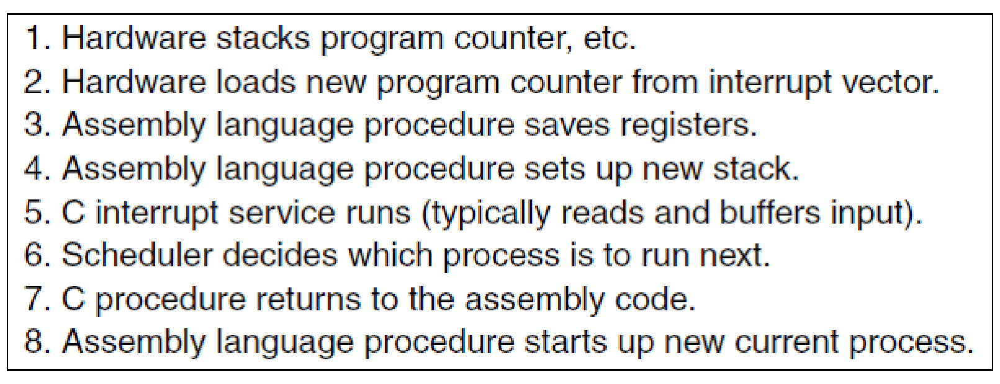 1. Hardware stacks program counter, etc.
2. Hardware loads new program counter from interrupt vector.
3. Assembly language procedure saves registers.
4. Assembly language procedure sets up new stack.
5. C interrupt service runs (typically reads and buffers input).
6. Scheduler decides which process is to run next.
7. C procedure returns to the assembly code.
8. Assembly language procedure starts up new current process.